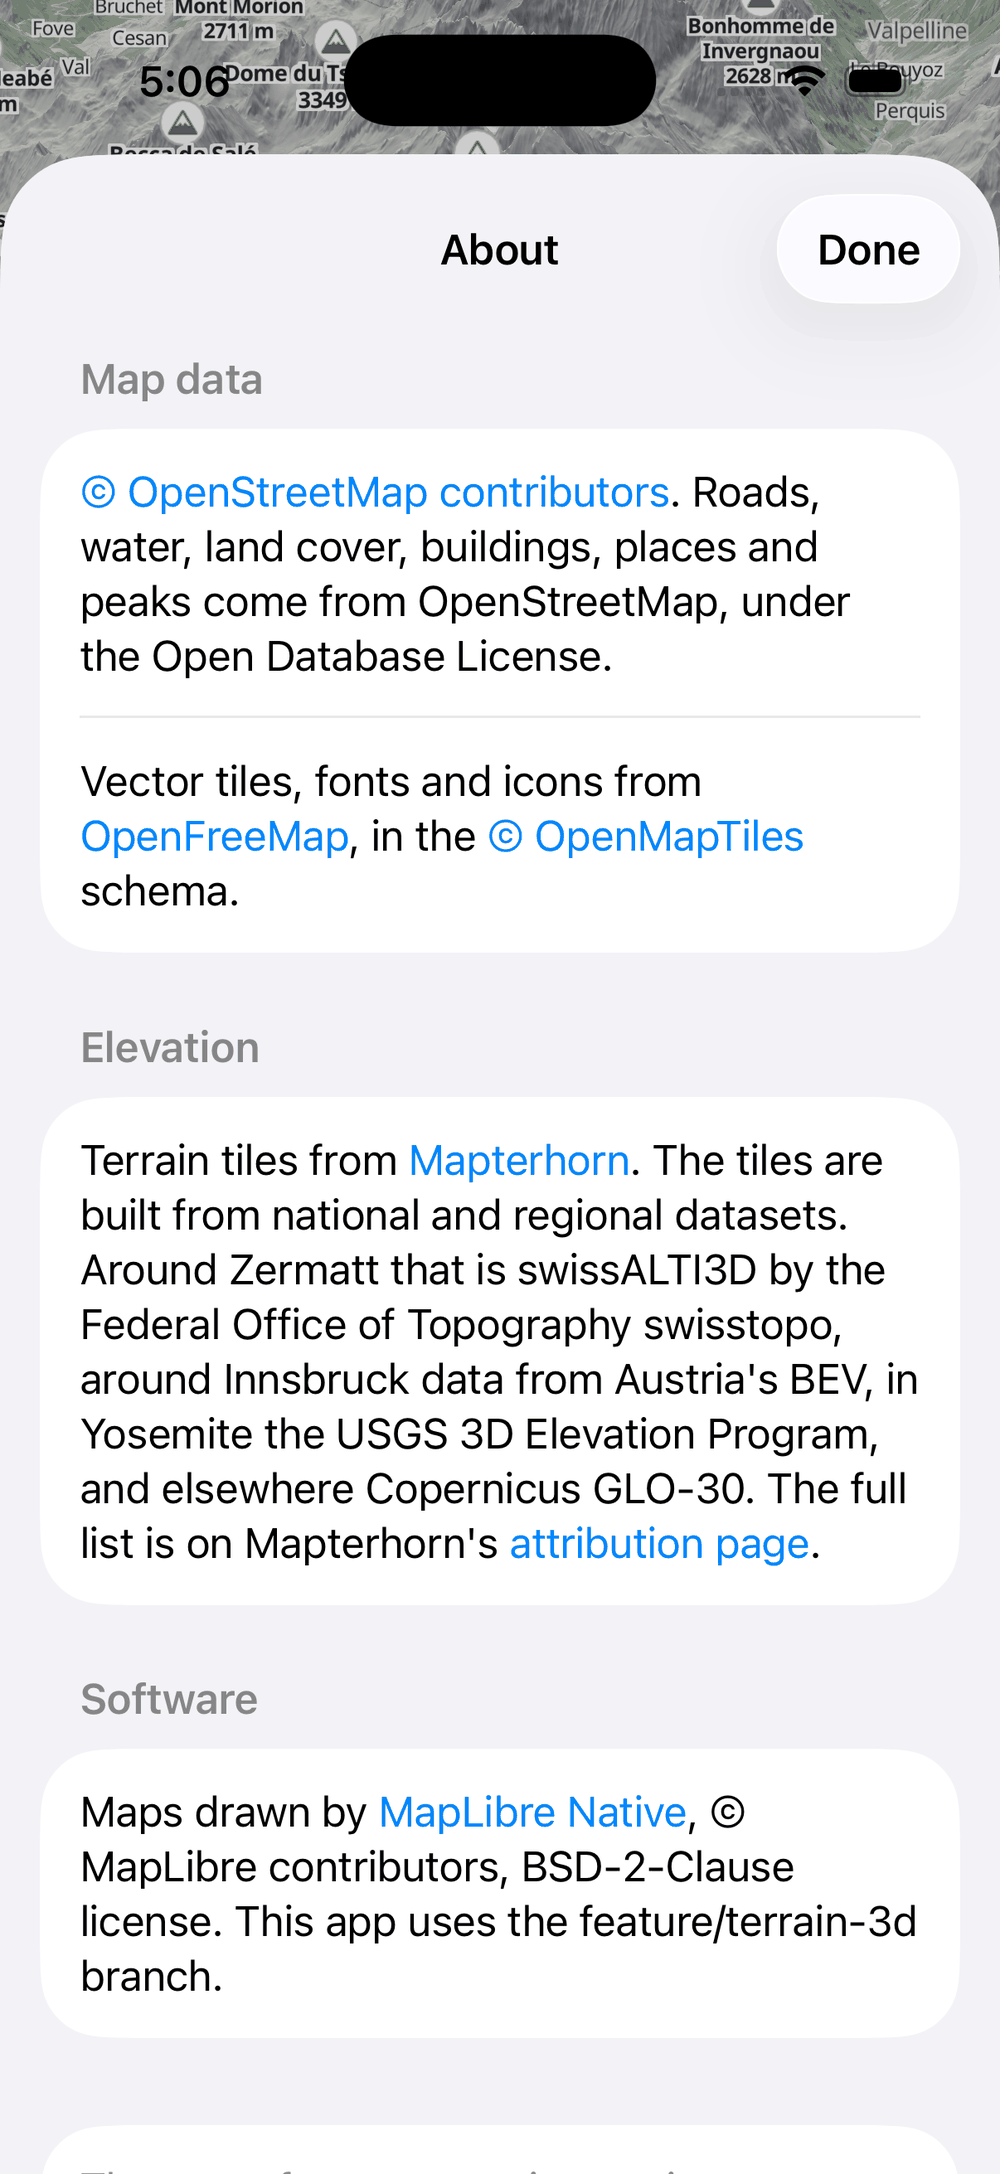 Bruchet Mont Morion
2711 m
Fove
Cesan
Val
leabé
m
5:06
Dome du Ts
3349
Becca de Salé
Bonhomme de
Invergnaou
2628 m
Valpelline
Perquis
About
Done
Map data
© OpenStreetMap contributors. Roads,
water, land cover, buildings, places and
peaks come from OpenStreetMap, under
the Open Database License.
Vector tiles, fonts and icons from
OpenFreeMap, in the © OpenMapTiles
schema.
Elevation
Terrain tiles from Mapterhorn. The tiles are
built from national and regional datasets.
Around Zermatt that is swissALTI3D by the
Federal Office of Topography swisstopo,
around Innsbruck data from Austria's BEV, in
Yosemite the USGS 3D Elevation Program,
and elsewhere Copernicus GLO-30. The full
list is on Mapterhorn's attribution page.
Software
Maps drawn by MapLibre Native, ©
MapLibre contributors, BSD-2-Clause
license. This app uses the feature/terrain-3d
branch.